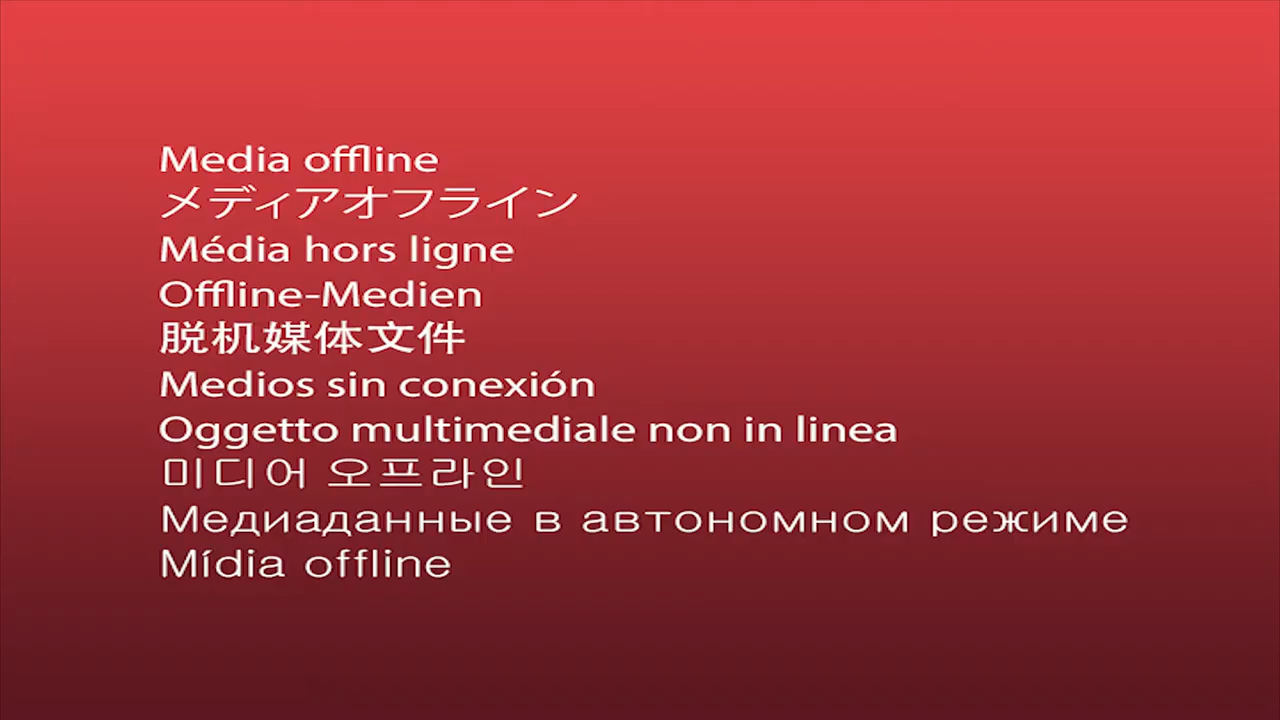 Media offline
メディアオフライン
Média hors ligne
Offline-Medien
脱机媒体文件
Medios sin conexión
Oggetto multimediale non in linea
미디어 오프라인
Медиаданные в автономном режиме
Mídia offline